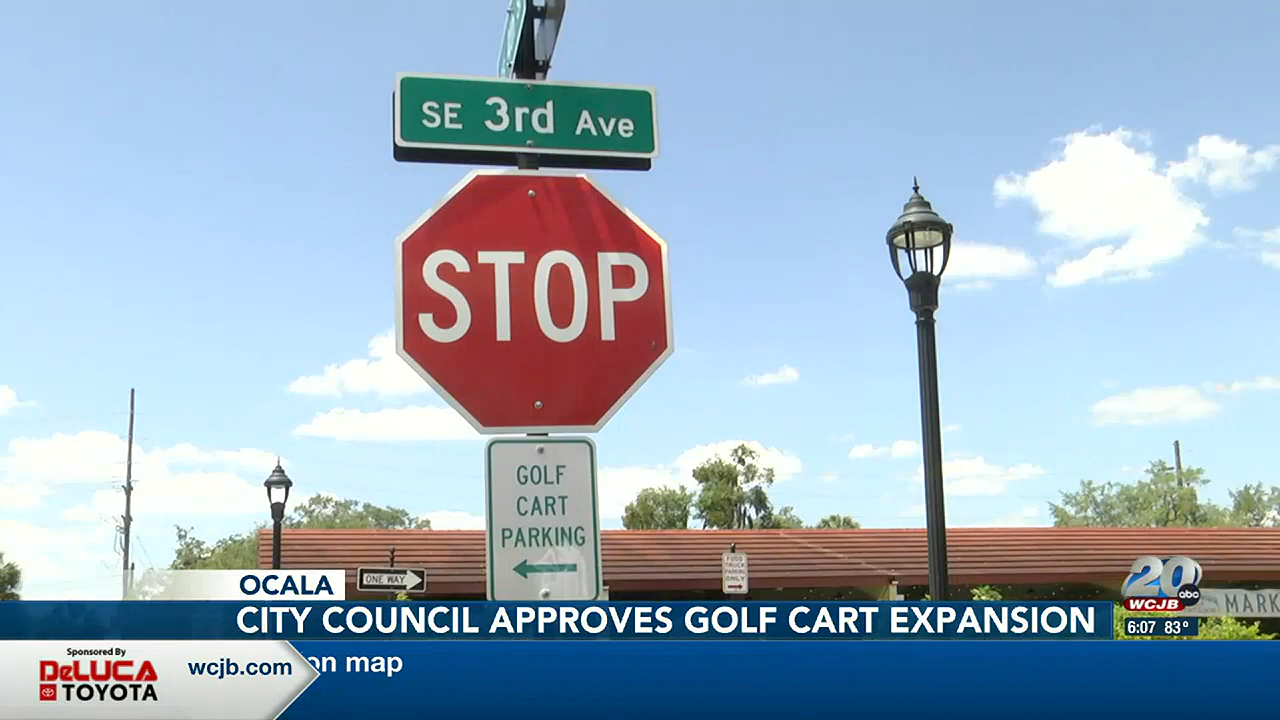 SE 3rd Ave
STOP
GOLF
CART
PARKING
ONE WAY
FOOD
TRUCK
PARKING
ONLY
MARK
OCALA
CITY COUNCIL APPROVES GOLF CART EXPANSION
20
abc
WCJB
6:07 83°
Sponsored By
DeLUCA
TOYOTA
wcjb.com
on map